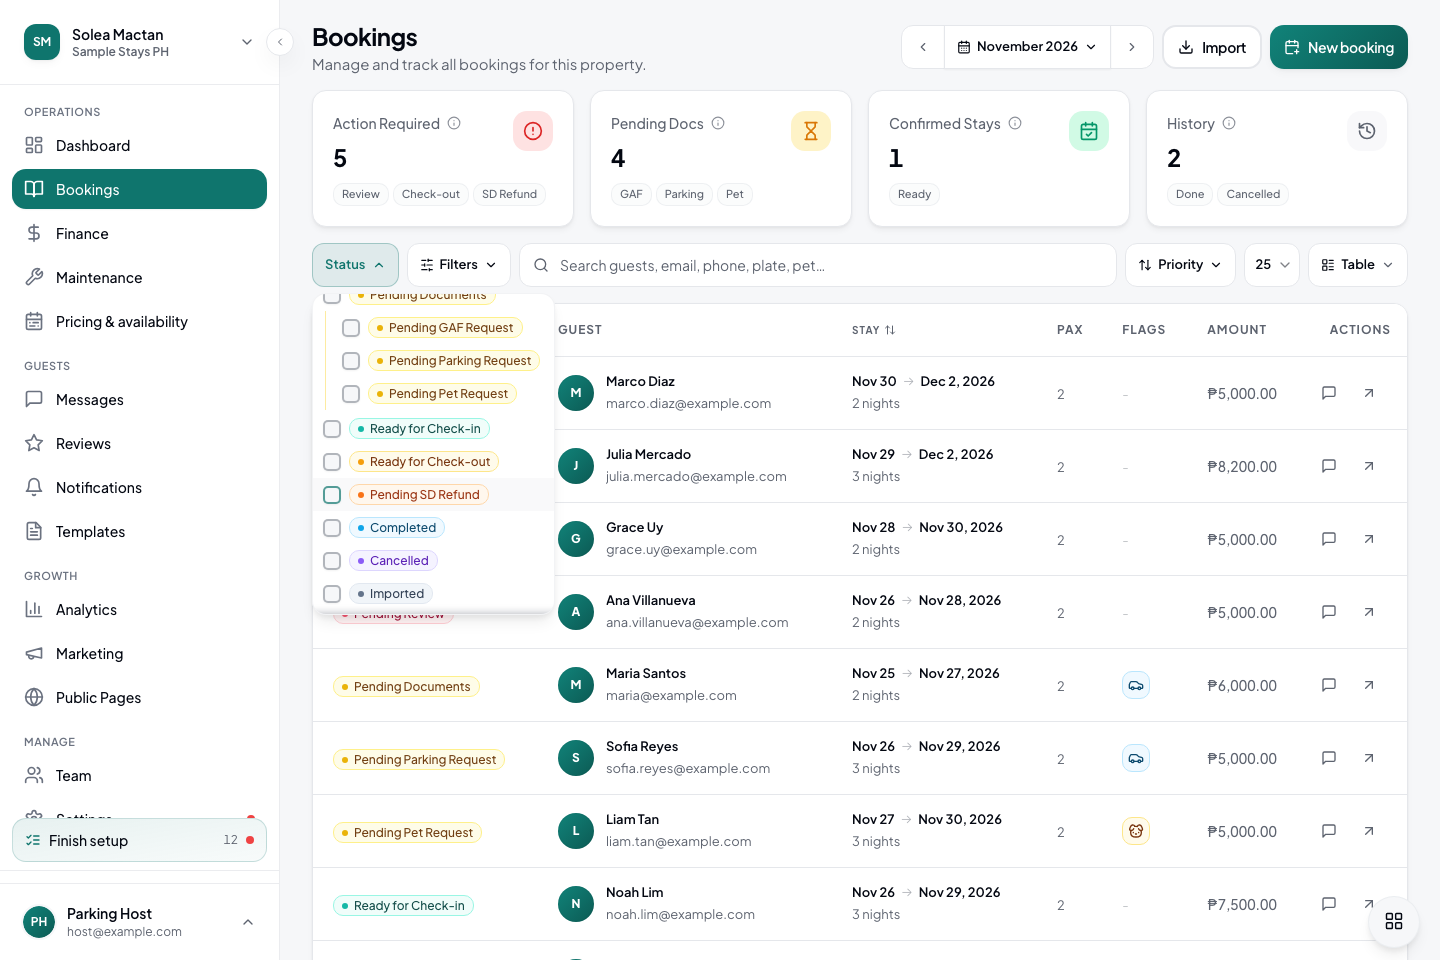 SM
Solea Mactan
Sample Stays PH
OPERATIONS
Dashboard
Bookings
Finance
Maintenance
Pricing & availability
GUESTS
Messages
Reviews
Notifications
Templates
GROWTH
Analytics
Marketing
Public Pages
MANAGE
Team
Settings
Finish setup
12
PH
Parking Host
host@example.com
Bookings
Manage and track all bookings for this property.
November 2026
Import
New booking
Action Required
5
Review Check-out SD Refund
Pending Docs
4
GAF Parking Pet
Confirmed Stays
1
Ready
History
2
Done Cancelled
Status
Filters
Search guests, email, phone, plate, pet...
Priority
25
Table
Pending Documents
Pending GAF Request
Pending Parking Request
Pending Pet Request
Ready for Check-in
Ready for Check-out
Pending SD Refund
Completed
Cancelled
Imported
GUEST STAY PAX FLAGS AMOUNT ACTIONS
M Marco Diaz Nov 30 → Dec 2, 2026 2 - ₱5,000.00
marco.diaz@example.com 2 nights
J Julia Mercado Nov 29 → Dec 2, 2026 2 - ₱8,200.00
julia.mercado@example.com 3 nights
G Grace Uy Nov 28 → Nov 30, 2026 2 - ₱5,000.00
grace.uy@example.com 2 nights
Pending Review A Ana Villanueva Nov 26 → Nov 28, 2026 2 - ₱5,000.00
ana.villanueva@example.com 2 nights
Pending Documents M Maria Santos Nov 25 → Nov 27, 2026 2 ₱6,000.00
maria@example.com 2 nights
Pending Parking Request S Sofia Reyes Nov 26 → Nov 29, 2026 2 ₱5,000.00
sofia.reyes@example.com 3 nights
Pending Pet Request L Liam Tan Nov 27 → Nov 30, 2026 2 ₱5,000.00
liam.tan@example.com 3 nights
Ready for Check-in N Noah Lim Nov 26 → Nov 29, 2026 2 - ₱7,500.00
noah.lim@example.com 3 nights